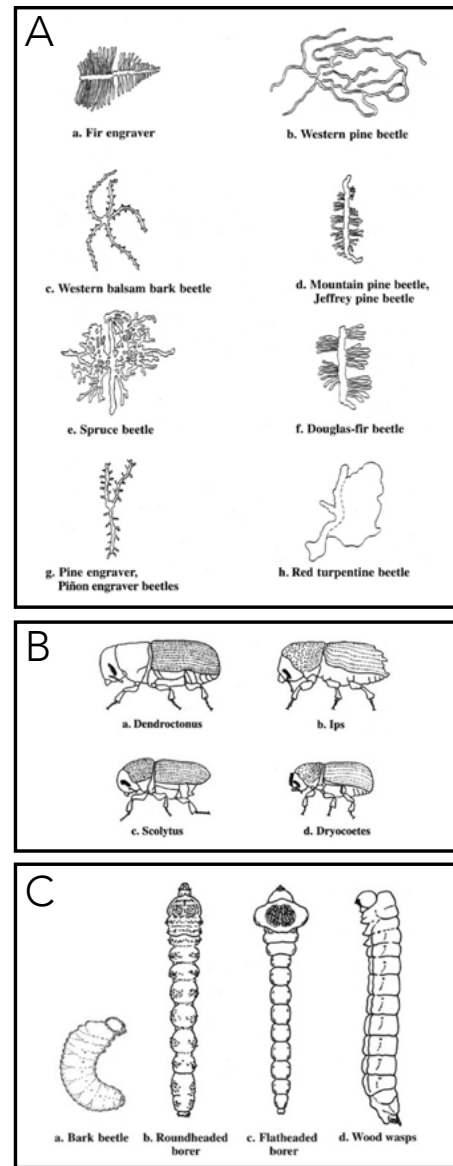 A
a. Fir engraver
b. Western pine beetle
c. Western balsam bark beetle
d. Mountain pine beetle,
Jeffrey pine beetle
e. Spruce beetle
f. Douglas-fir beetle
g. Pine engraver,
Piñon engraver beetles
h. Red turpentine beetle
B
a. Dendroctonus
b. Ips
c. Scolytus
d. Dryocoetes
C
a. Bark beetle
b. Roundheaded
borer
c. Flatheaded
borer
d. Wood wasps